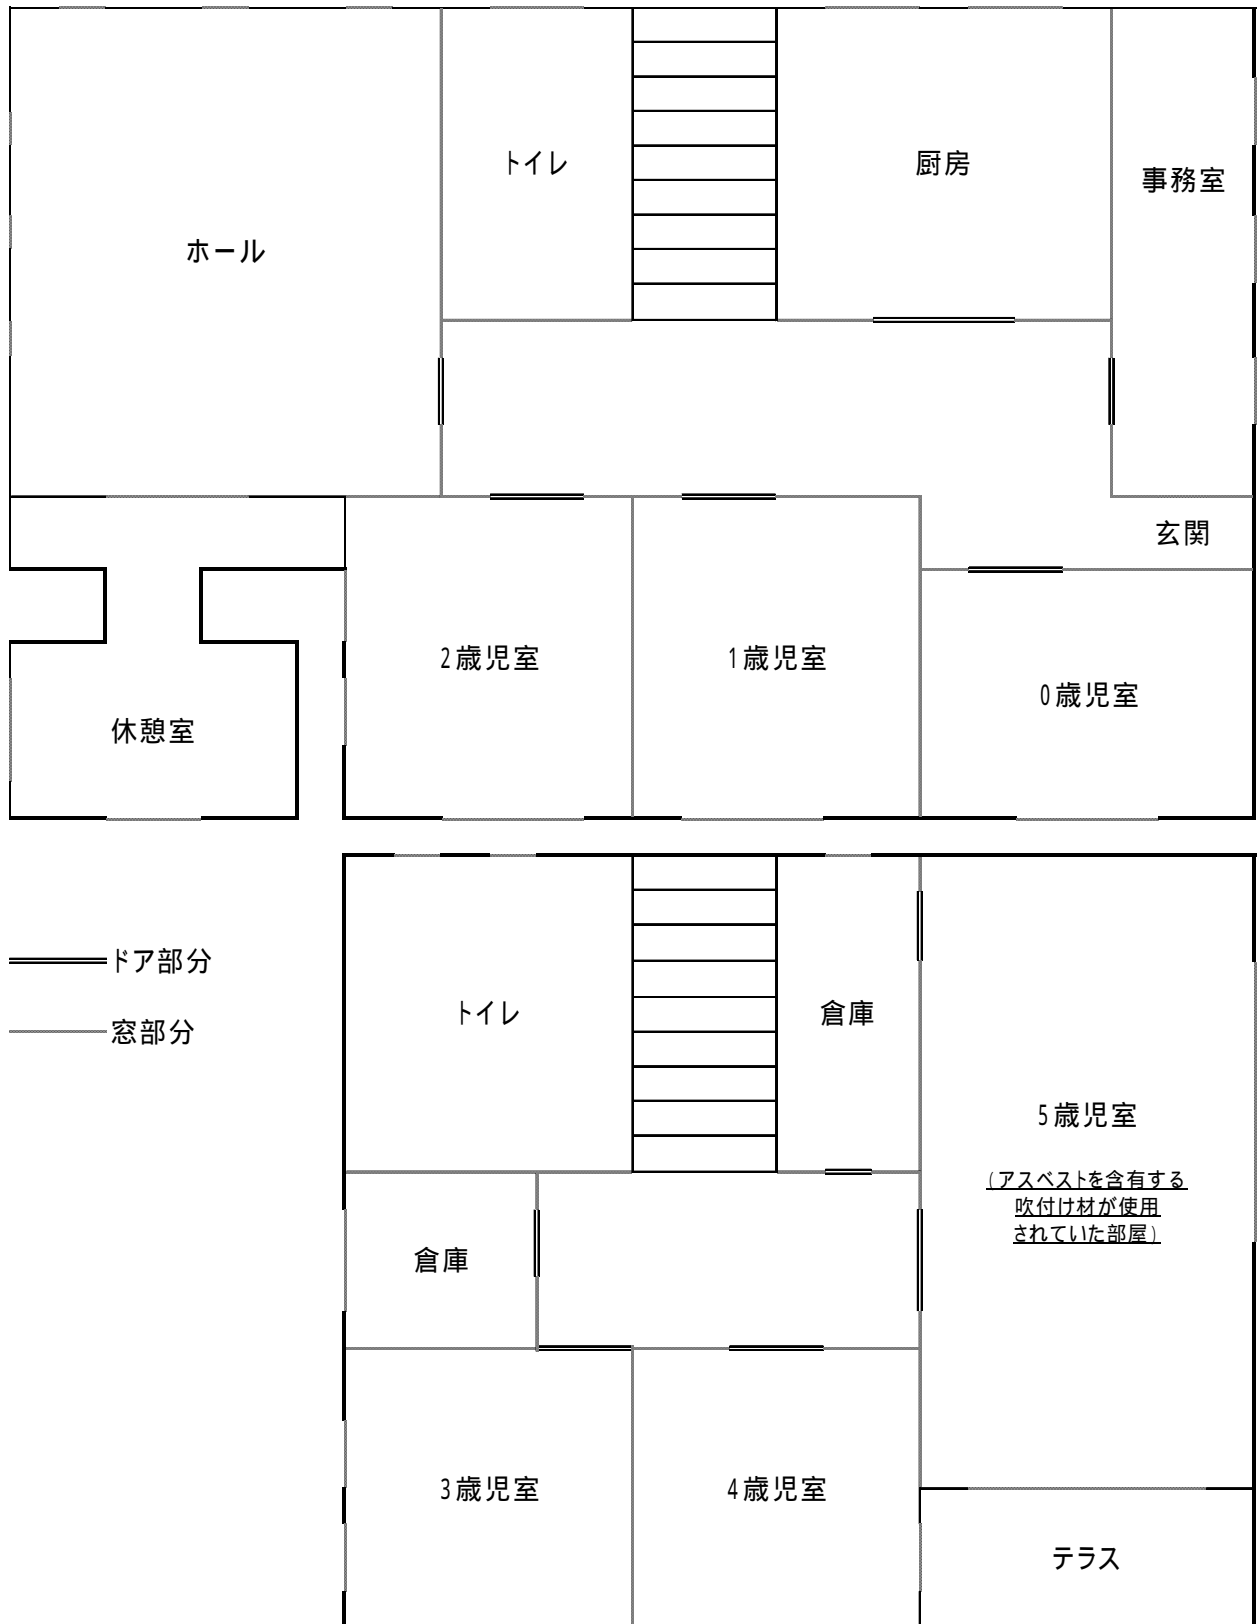 トイレ
厨房
事務室
ホール
玄関
2歳児室
1歳児室
0歳児室
休憩室
ドア部分
窓部分
トイレ
倉庫
5歳児室
(アスベストを含有する
吹付け材が使用
されていた部屋)
倉庫
3歳児室
4歳児室
テラス